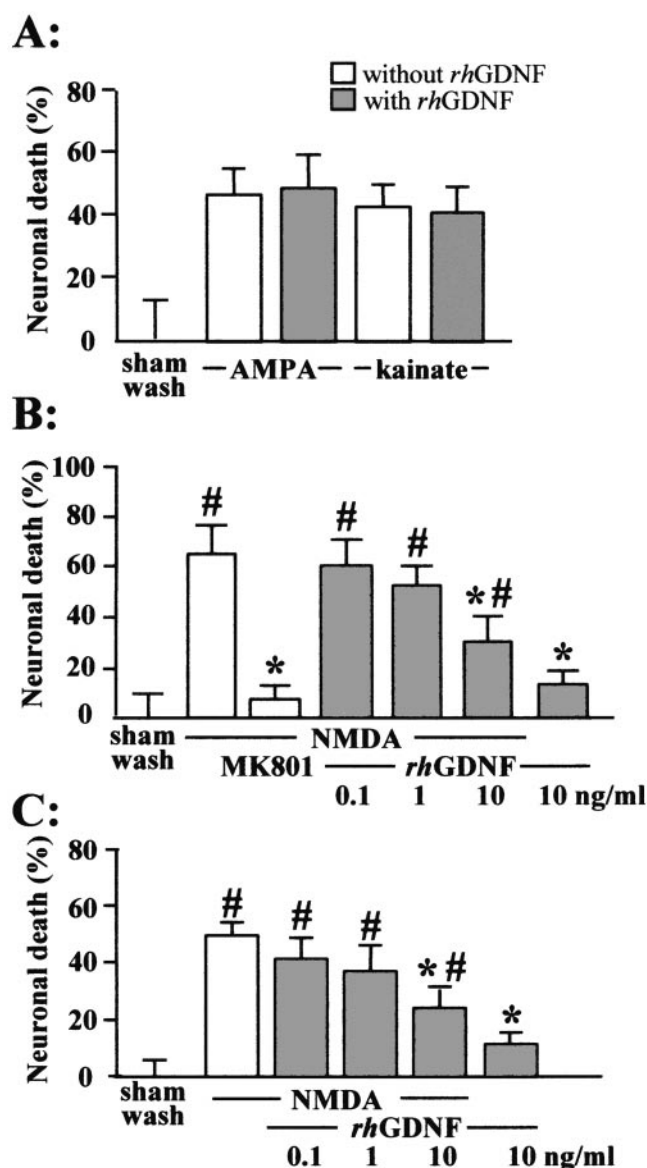 A:
without rhGDNF
with rhGDNF
Neuronal death (%)
80
60
40
20
0
sham wash
AMPA
kainate
B:
Neuronal death (%)
100
80
60
40
20
0
#
*
#
#
*#
*
sham wash
NMDA
MK801
rhGDNF
0.1 1 10 10 ng/ml
C:
Neuronal death (%)
80
60
40
20
0
#
#
#
*#
*
sham wash
NMDA
rhGDNF
0.1 1 10 10 ng/ml